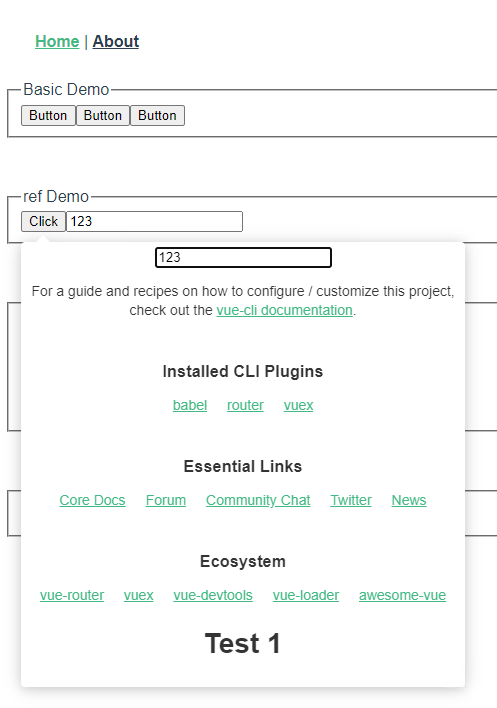 Home | About
Basic Demo
Button Button Button
ref Demo
Click 123
123
For a guide and recipes on how to configure / customize this project,
check out the vue-cli documentation.
Installed CLI Plugins
babel router vuex
Essential Links
Core Docs Forum Community Chat Twitter News
Ecosystem
vue-router vuex vue-devtools vue-loader awesome-vue
Test 1